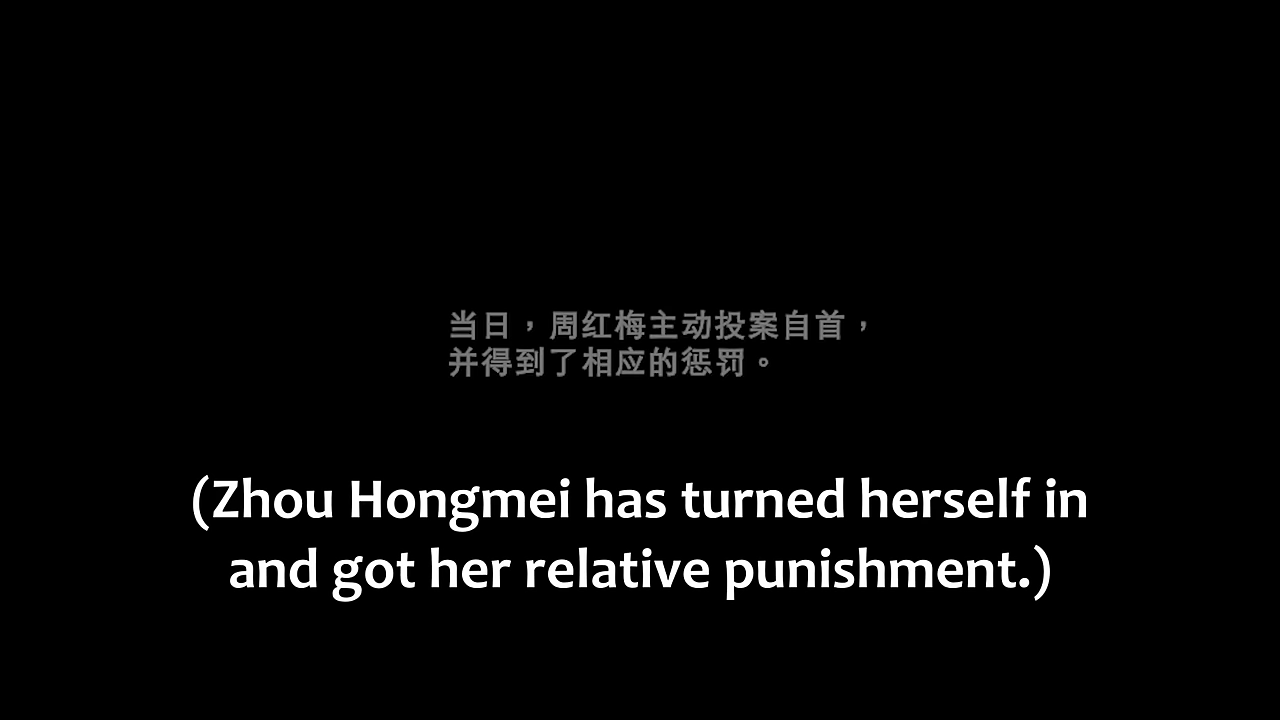 当日，周红梅主动投案自首，
并得到了相应的惩罚。
(Zhou Hongmei has turned herself in
and got her relative punishment.)